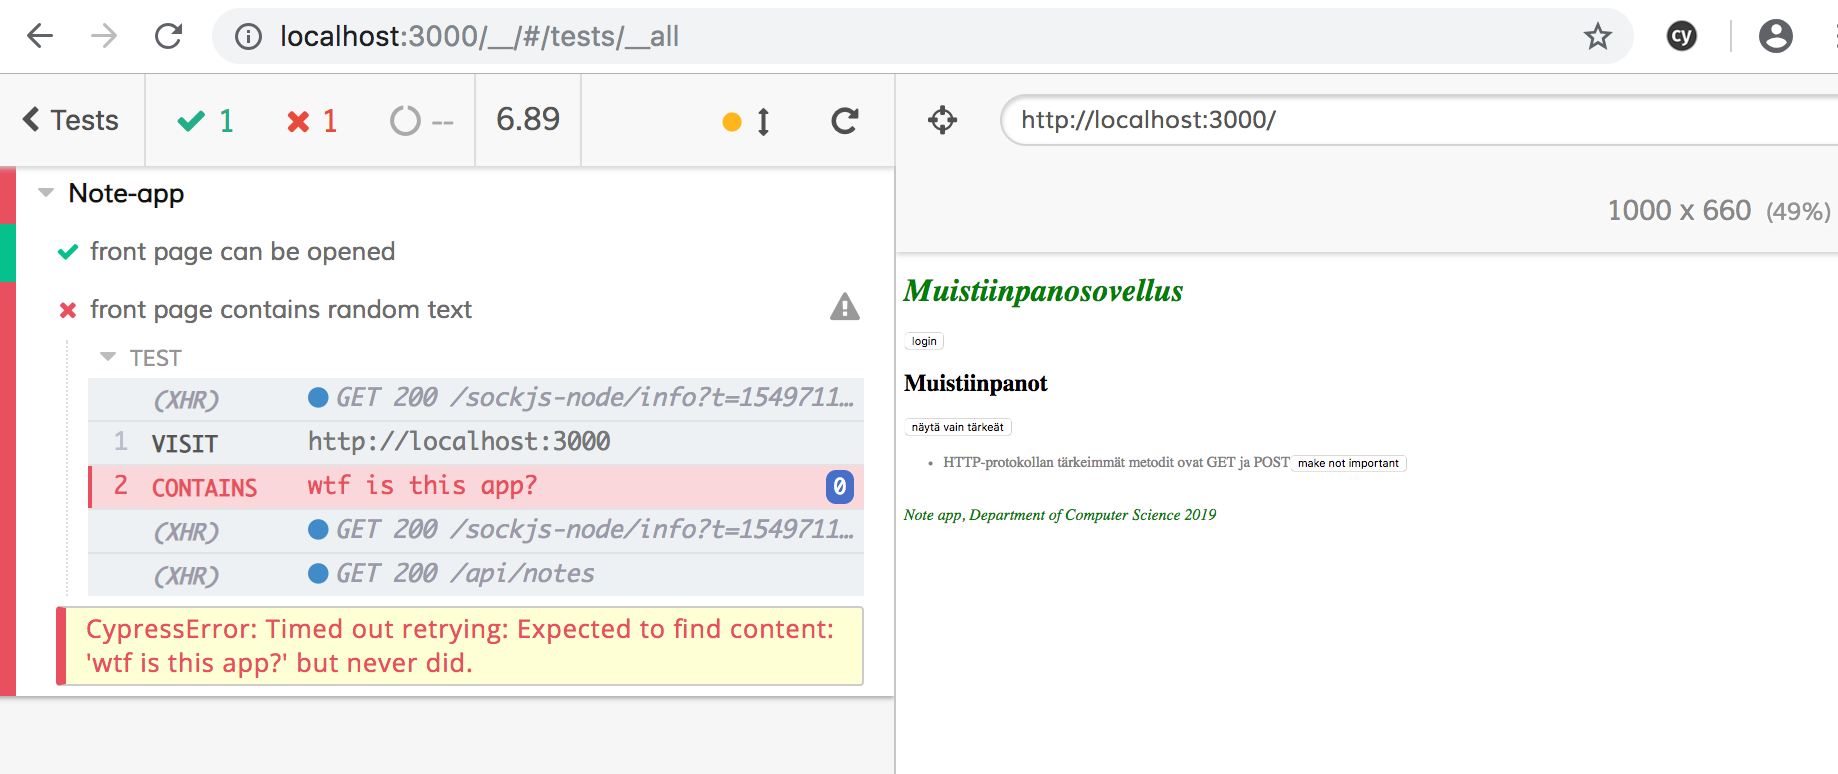 localhost:3000/__/#/tests/__all
cy
Tests 1 1 -- 6.89
http://localhost:3000/
1000 x 660 (49%)
Note-app
front page can be opened
front page contains random text
TEST
(XHR) GET 200 /sockjs-node/info?t=1549711…
1 VISIT http://localhost:3000
2 CONTAINS wtf is this app? 0
(XHR) GET 200 /sockjs-node/info?t=1549711…
(XHR) GET 200 /api/notes
CypressError: Timed out retrying: Expected to find content:
'wtf is this app?' but never did.
Muistiinpanosovellus
login
Muistiinpanot
näytä vain tärkeät
• HTTP-protokollan tärkeimmät metodit ovat GET ja POST make not important
Note app, Department of Computer Science 2019